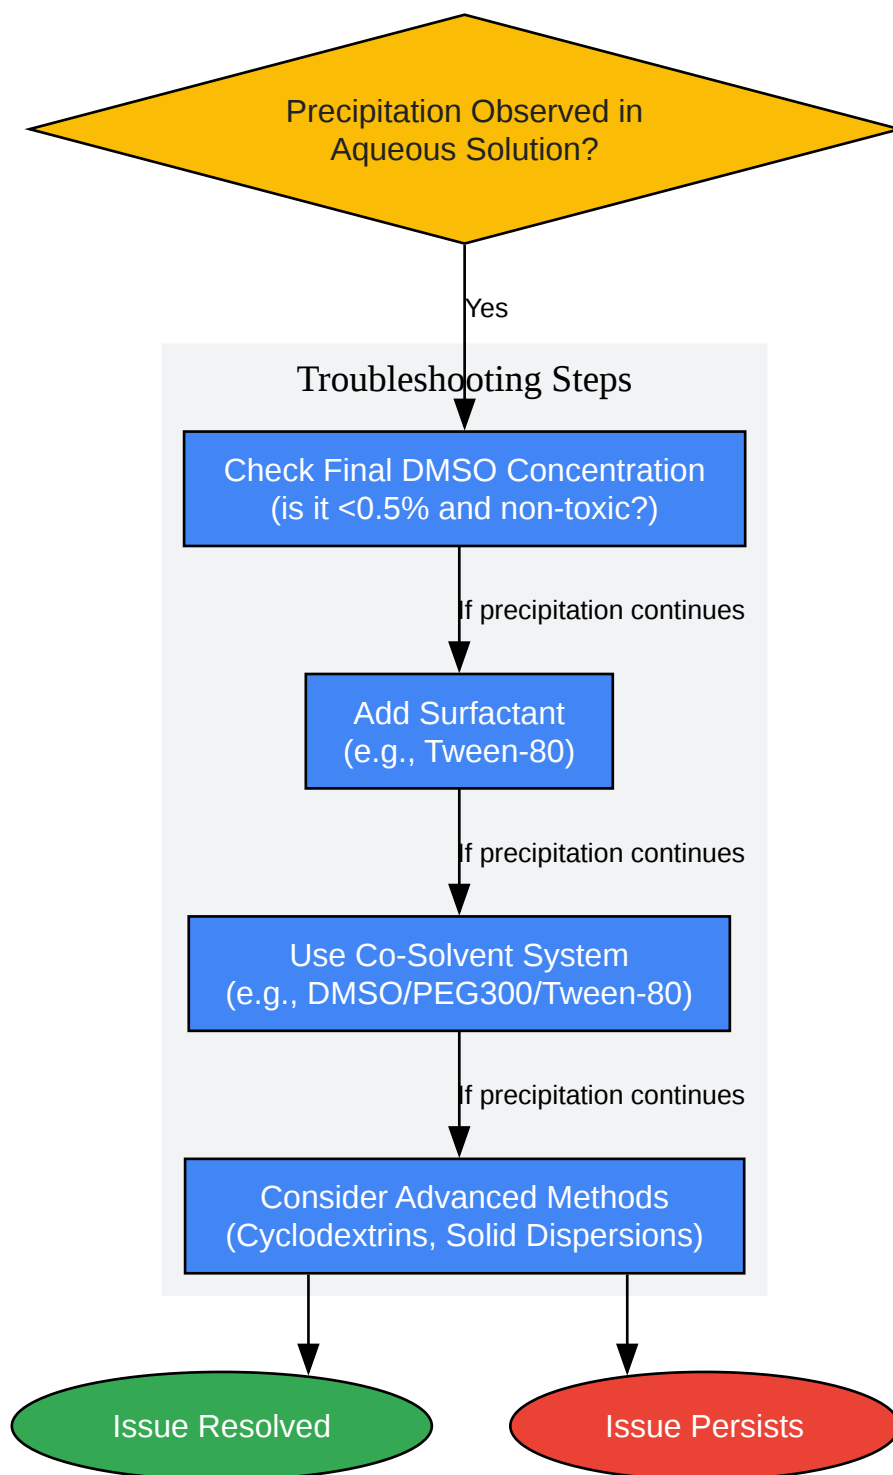 Precipitation Observed in
Aqueous Solution?
Yes
Troubleshooting Steps
Check Final DMSO Concentration
(is it <0.5% and non-toxic?)
If precipitation continues
Add Surfactant
(e.g., Tween-80)
If precipitation continues
Use Co-Solvent System
(e.g., DMSO/PEG300/Tween-80)
If precipitation continues
Consider Advanced Methods
(Cyclodextrins, Solid Dispersions)
Issue Resolved
Issue Persists